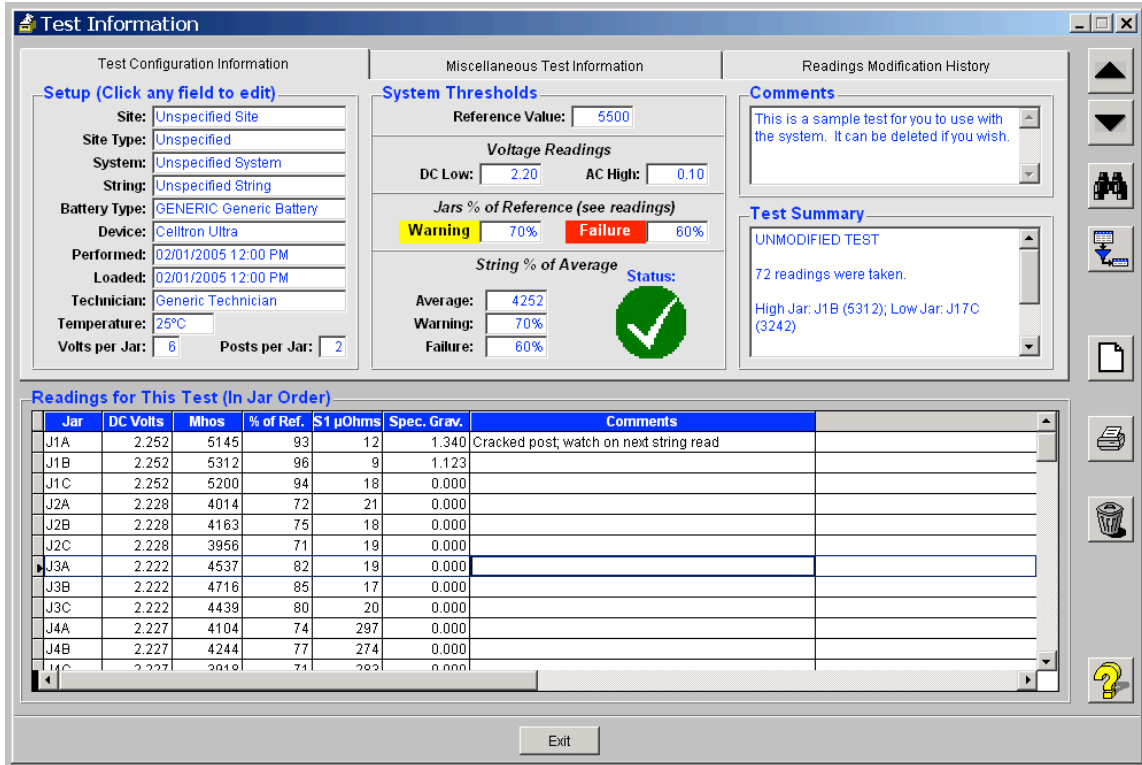 Test Information
Test Configuration Information
Miscellaneous Test Information
Readings Modification History
Setup (Click any field to edit)
Site: Unspecified Site
Site Type: Unspecified
System: Unspecified System
String: Unspecified String
Battery Type: GENERIC Generic Battery
Device: Celltron Ultra
Performed: 02/01/2005 12:00 PM
Loaded: 02/01/2005 12:00 PM
Technician: Generic Technician
Temperature: 25ºC
Volts per Jar: 6 Posts per Jar: 2
System Thresholds
Reference Value: 5500
Voltage Readings
DC Low: 2.20 AC High: 0.10
Jars % of Reference (see readings)
Warning 70% Failure 60%
String % of Average
Status:
Average: 4252
Warning: 70%
Failure: 60%
Comments
This is a sample test for you to use with
the system. It can be deleted if you wish.
Test Summary
UNMODIFIED TEST
72 readings were taken.
High Jar: J1B (5312); Low Jar: J17C
(3242)
Readings for This Test (In Jar Order)
Jar DC Volts Mhos % of Ref. S1 µOhms Spec. Grav. Comments
J1A 2.252 5145 93 12 1.340 Cracked post; watch on next string read
J1B 2.252 5312 96 9 1.123
J1C 2.252 5200 94 18 0.000
J2A 2.228 4014 72 21 0.000
J2B 2.228 4163 75 18 0.000
J2C 2.228 3956 71 19 0.000
J3A 2.222 4537 82 19 0.000
J3B 2.222 4716 85 17 0.000
J3C 2.222 4439 80 20 0.000
J4A 2.227 4104 74 297 0.000
J4B 2.227 4244 77 274 0.000
J4C 2.227 3918 71 283 0.000
Exit